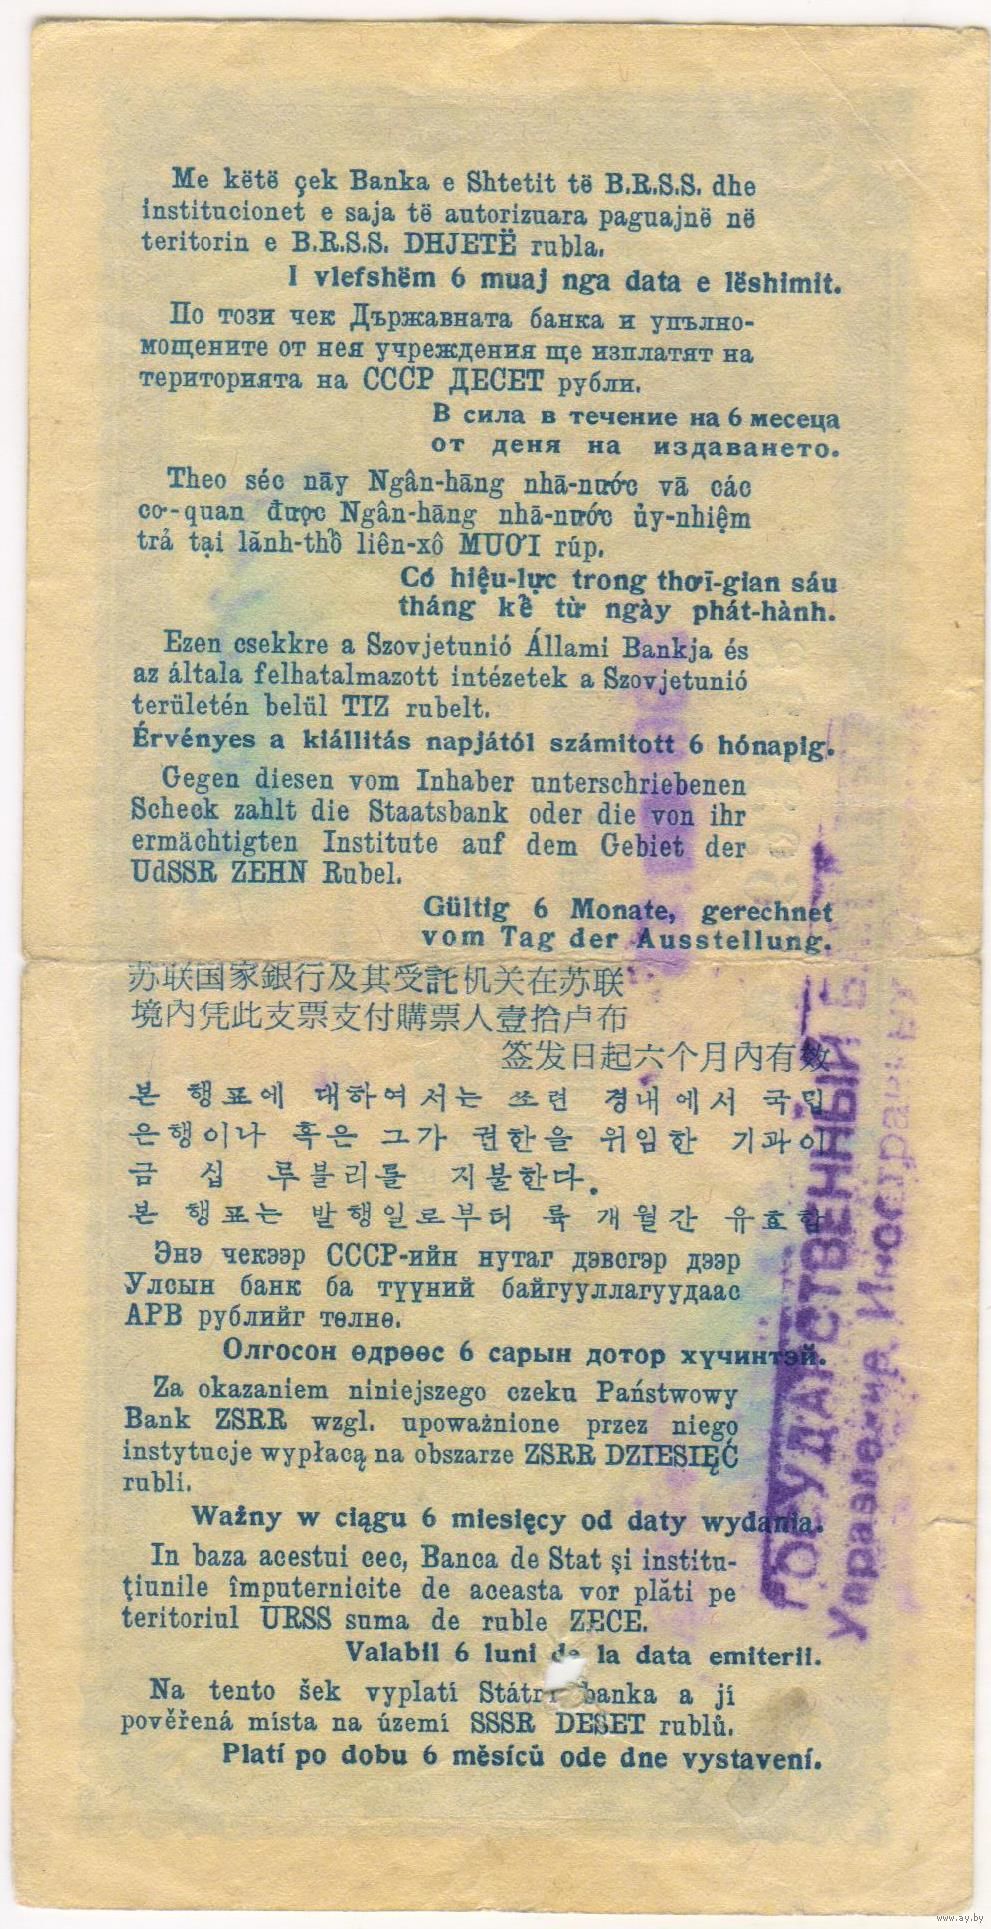 Me këtë çek Banka e Shtetit të B.R.S.S. dhe
institucionet e saja të autorizuara paguajnë në
teritorin e B.R.S.S. DHJETË rubla.
I vlefshëm 6 muaj nga data e lëshimit.
По този чек Държавната банка и упълно-
мощените от нея учреждения ще изплатят на
територията на СССР ДЕСЕТ рубли.
В сила в течение на 6 месеца
от деня на издаването.
Theo séc nāy Ngân-hāng nhā-nước vā các
cơ-quan được Ngân-hāng nhā-nước ủy-nhiệm
trả tại lãnh-thổ liên-xô MUƠI rúp.
Có hiệu-lực trong thơī-gian sáu
tháng kể từ ngày phát-hành.
Ezen csekkre a Szovjetunió Állami Bankja és
az általa felhatalmazott intézetek a Szovjetunió
területén belül TIZ rubelt.
Érvényes a kiállitás napjától számitott 6 hónapig.
Gegen diesen vom Inhaber unterschriebenen
Scheck zahlt die Staatsbank oder die von ihr
ermächtigten Institute auf dem Gebiet der
UdSSR ZEHN Rubel.
Gültig 6 Monate, gerechnet
vom Tag der Ausstellung.
苏联国家銀行及其受託机关在苏联
境內凭此支票支付購票人壹拾卢布
签发日起六个月內有效
본 행표에 대하여서는 쏘련 경내에서 국립
은행이나 혹은 그가 권한을 위임한 기관이
금 십 루블리를 지불한다.
본 행표는 발행일로부터 륙 개월간 유효함
Энэ чекээр СССР-ийн нутаг дэвсгэр дээр
Улсын банк ба түүний байгууллагуудаас
АРВ рублийг төлнө.
Олгосон өдрөөс 6 сарын дотор хүчинтэй.
Za okazaniem niniejszego czeku Państwowy
Bank ZSRR wzgl. upoważnione przez niego
instytucje wypłacą na obszarze ZSRR DZIESIĘĆ
rubli.
Ważny w ciągu 6 miesięcy od daty wydania.
In baza acestui cec, Banca de Stat și institu-
țiunile împuternicite de aceasta vor plăti pe
teritoriul URSS suma de ruble ZECE.
Valabil 6 luni de la data emiterii.
Na tento šek vyplatí Státní banka a jí
pověřená místa na území SSSR DESET rublů.
Platí po dobu 6 měsíců ode dne vystavení.
ГОСУДАРСТВЕННЫЙ
Управление Иностранных
www.ay.by